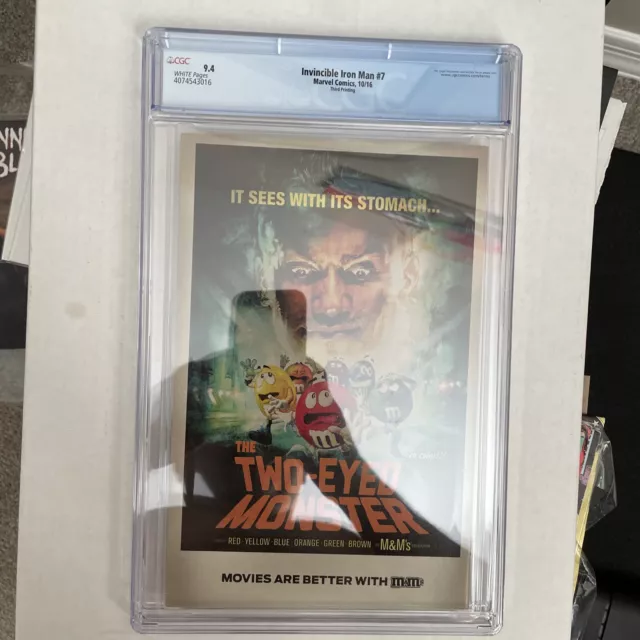 CGC
9.4
WHITE Pages
4074543016
Invincible Iron Man #7
Marvel Comics, 10/16
Third Printing
IT SEES WITH ITS STOMACH...
THE
TWO-EYED
MONSTER
RED YELLOW BLUE ORANGE GREEN BROWN M&M's
MOVIES ARE BETTER WITH m&m's